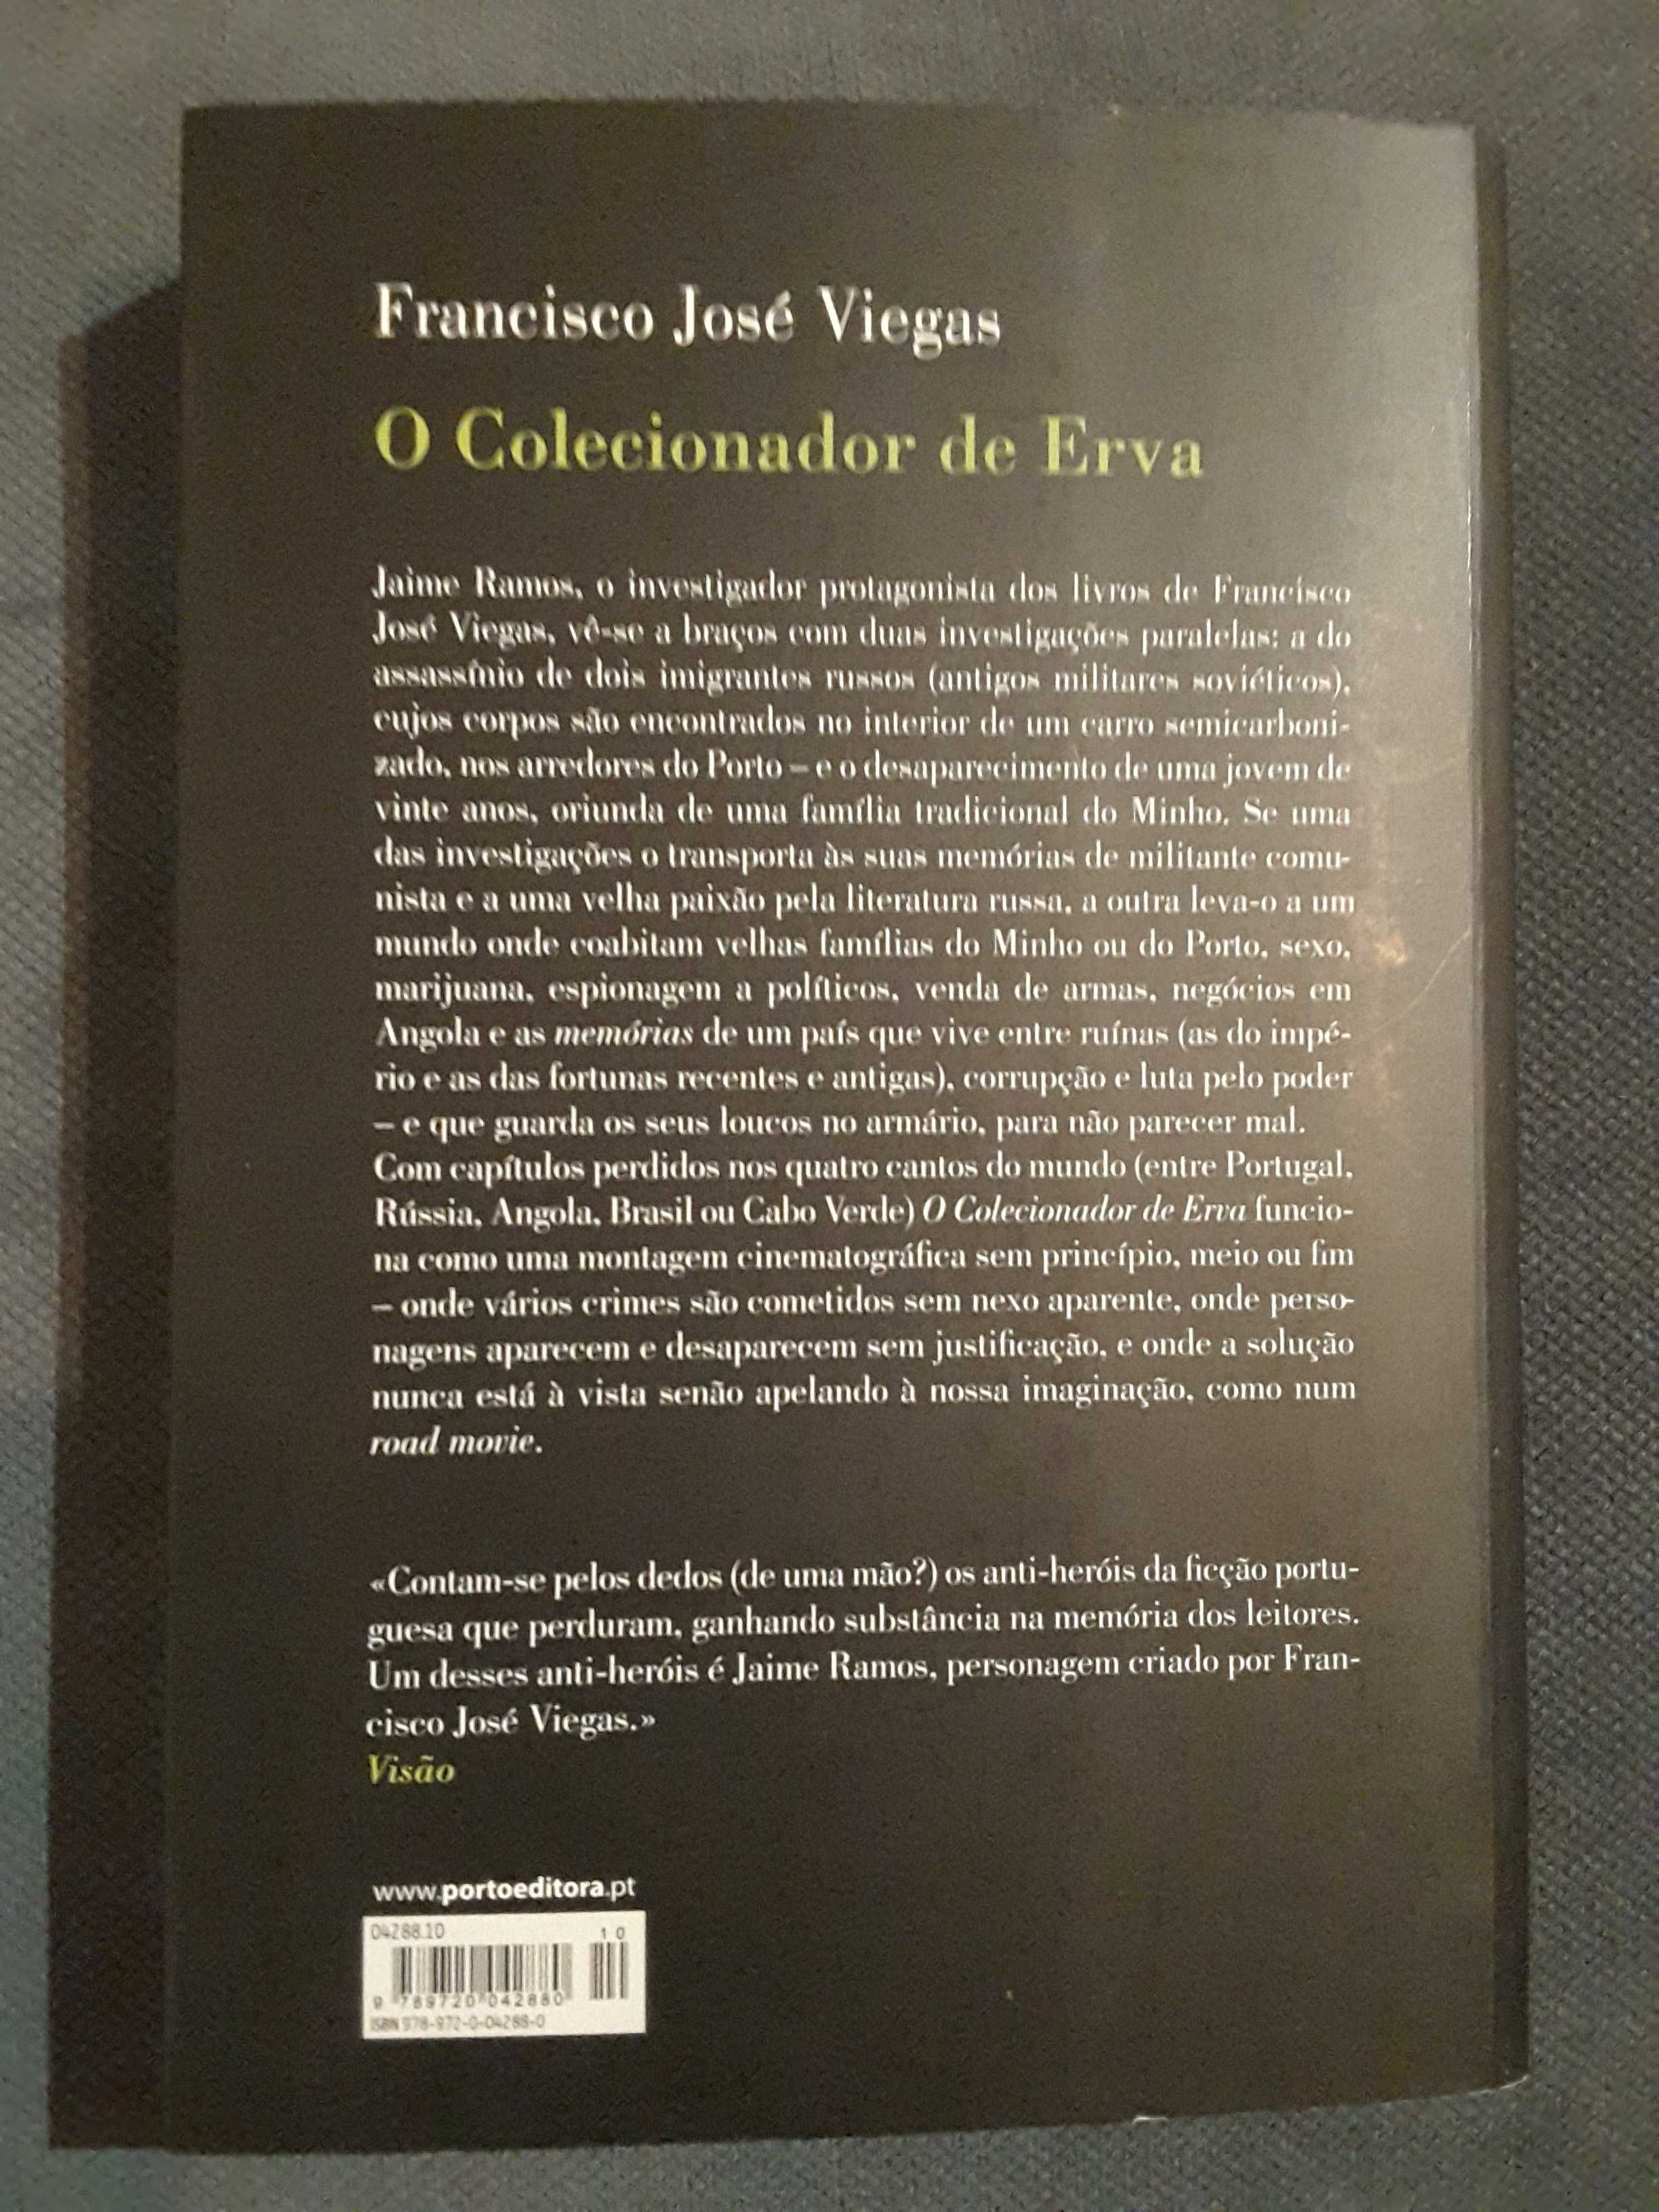 Francisco José Viegas
O Colecionador de Erva
Jaime Ramos, o investigador protagonista dos livros de Francisco
José Viegas, vê-se a braços com duas investigações paralelas: a do
assassínio de dois imigrantes russos (antigos militares soviéticos),
cujos corpos são encontrados no interior de um carro semicarboni-
zado, nos arredores do Porto – e o desaparecimento de uma jovem de
vinte anos, oriunda de uma família tradicional do Minho. Se uma
das investigações o transporta às suas memórias de militante comu-
nista e a uma velha paixão pela literatura russa, a outra leva-o a um
mundo onde coabitam velhas famílias do Minho ou do Porto, sexo,
marijuana, espionagem a políticos, venda de armas, negócios em
Angola e as memórias de um país que vive entre ruínas (as do impé-
rio e as das fortunas recentes e antigas), corrupção e luta pelo poder
– e que guarda os seus loucos no armário, para não parecer mal.
Com capítulos perdidos nos quatro cantos do mundo (entre Portugal,
Rússia, Angola, Brasil ou Cabo Verde) O Colecionador de Erva funcio-
na como uma montagem cinematográfica sem princípio, meio ou fim
– onde vários crimes são cometidos sem nexo aparente, onde perso-
nagens aparecem e desaparecem sem justificação, e onde a solução
nunca está à vista senão apelando à nossa imaginação, como num
road movie.
«Contam-se pelos dedos (de uma mão?) os anti-heróis da ficção portu-
guesa que perduram, ganhando substância na memória dos leitores.
Um desses anti-heróis é Jaime Ramos, personagem criado por Fran-
cisco José Viegas.»
Visão
www.portoeditora.pt
04288.10
10
9 789720 042880
ISBN 978-972-0-04288-0